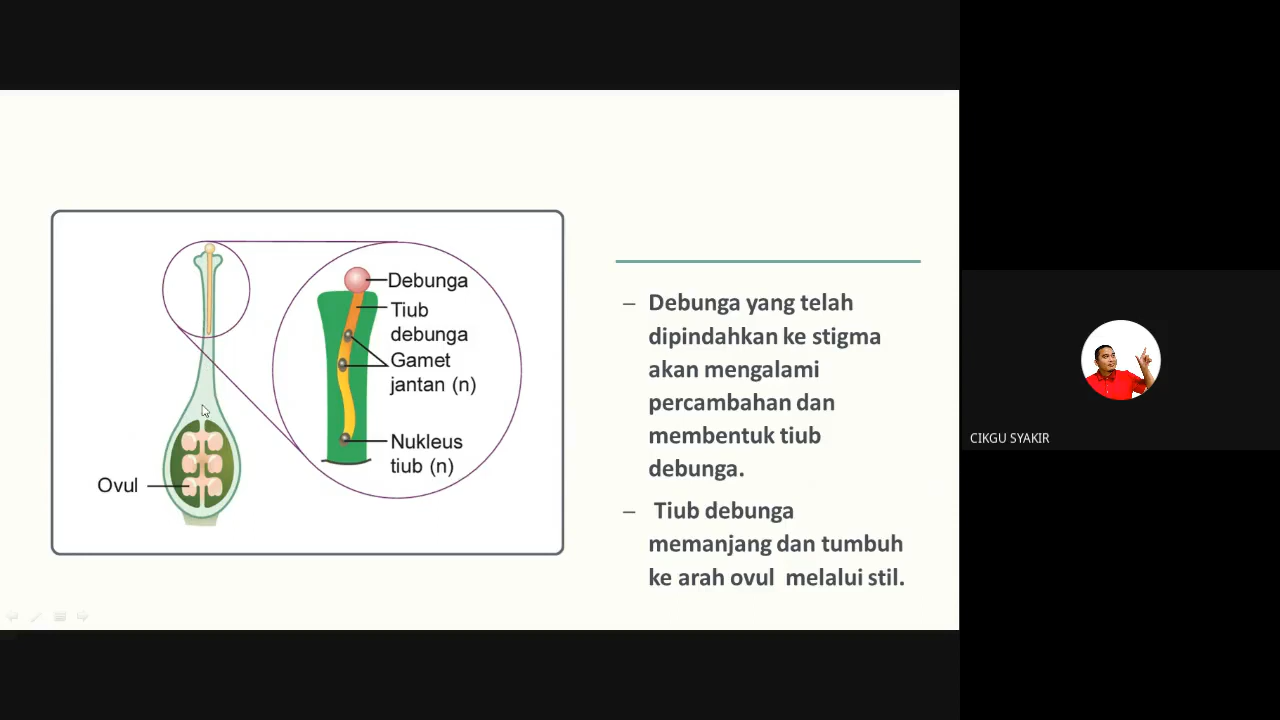 Debunga
Tiub
debunga
Gamet
jantan (n)
Nukleus
tiub (n)
Ovul
– Debunga yang telah
dipindahkan ke stigma
akan mengalami
percambahan dan
membentuk tiub
debunga.
– Tiub debunga
memanjang dan tumbuh
ke arah ovul melalui stil.
CIKGU SYAKIR